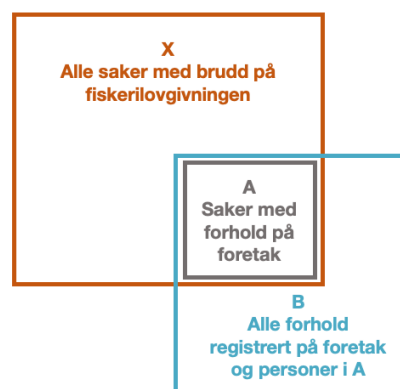 X
Alle saker med brudd på
fiskerilovgivningen
A
Saker med
forhold på
foretak
B
Alle forhold
registrert på foretak
og personer i A